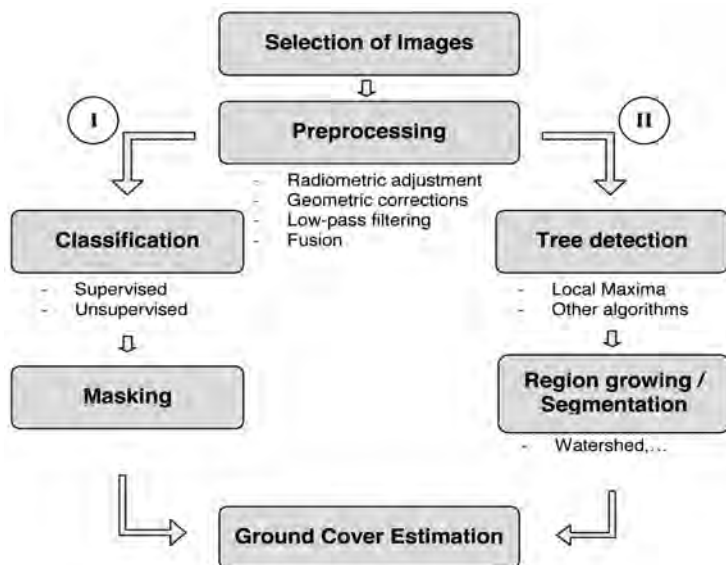 Selection of Images
I
II
Preprocessing
- Radiometric adjustment
- Geometric corrections
- Low-pass filtering
- Fusion
Classification
- Supervised
- Unsupervised
Masking
Tree detection
- Local Maxima
- Other algorithms
Region growing /
Segmentation
- Watershed,...
Ground Cover Estimation